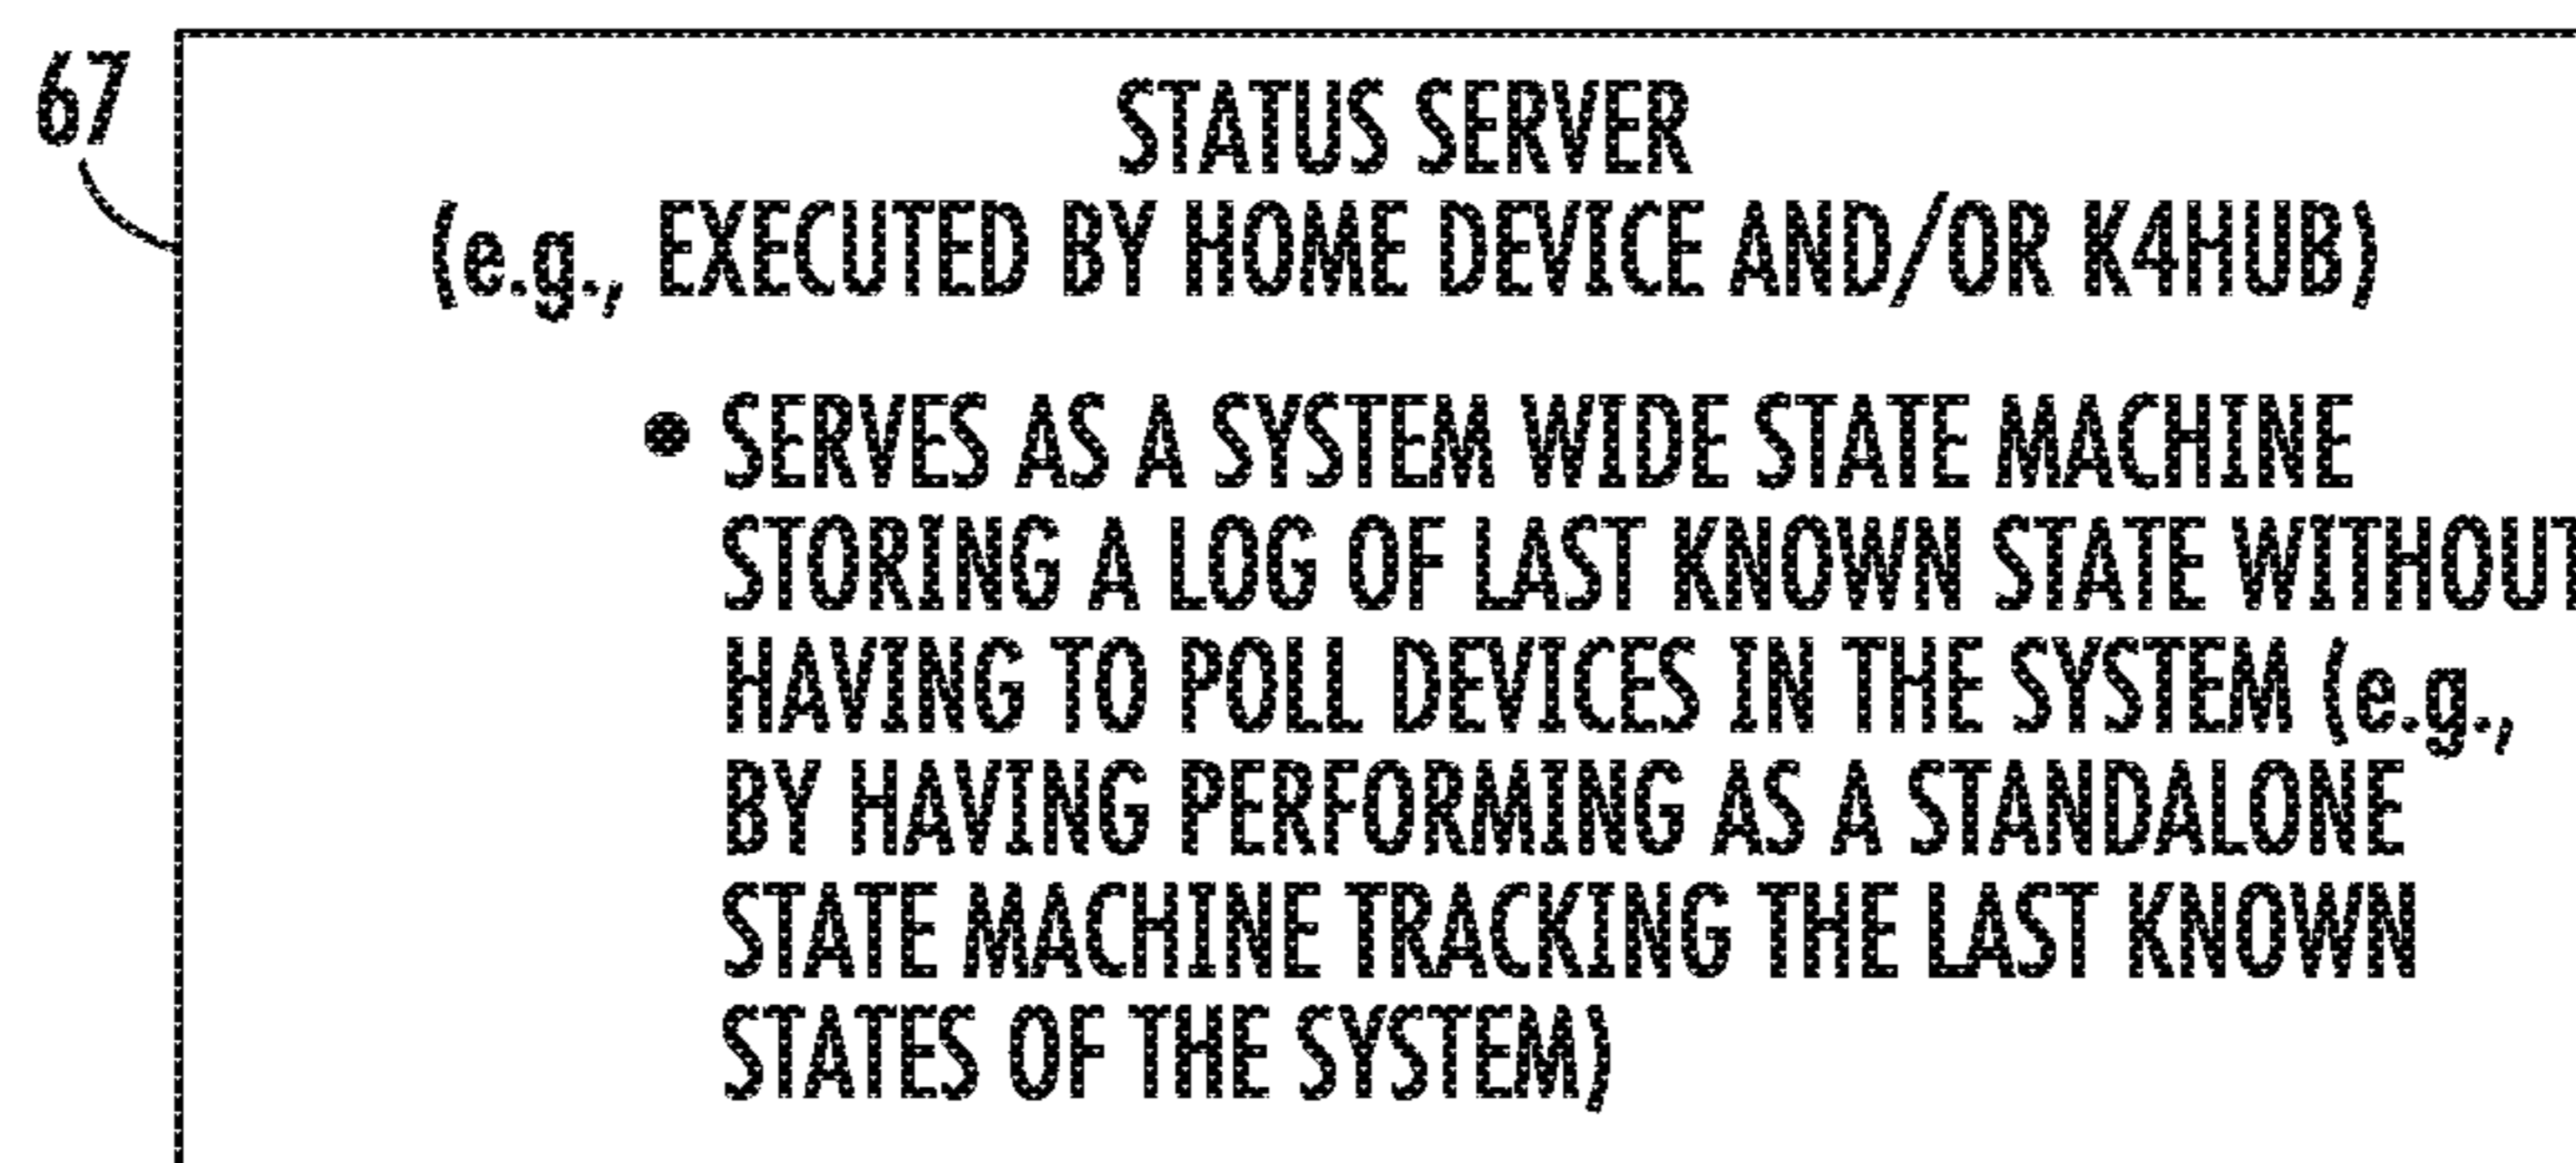 67
STATUS SERVER
(e.g., EXECUTED BY HOME DEVICE AND/OR K4HUB)
• SERVES AS A SYSTEM WIDE STATE MACHINE
STORING A LOG OF LAST KNOWN STATE WITHOUT
HAVING TO POLL DEVICES IN THE SYSTEM (e.g.,
BY HAVING PERFORMING AS A STANDALONE
STATE MACHINE TRACKING THE LAST KNOWN
STATES OF THE SYSTEM)